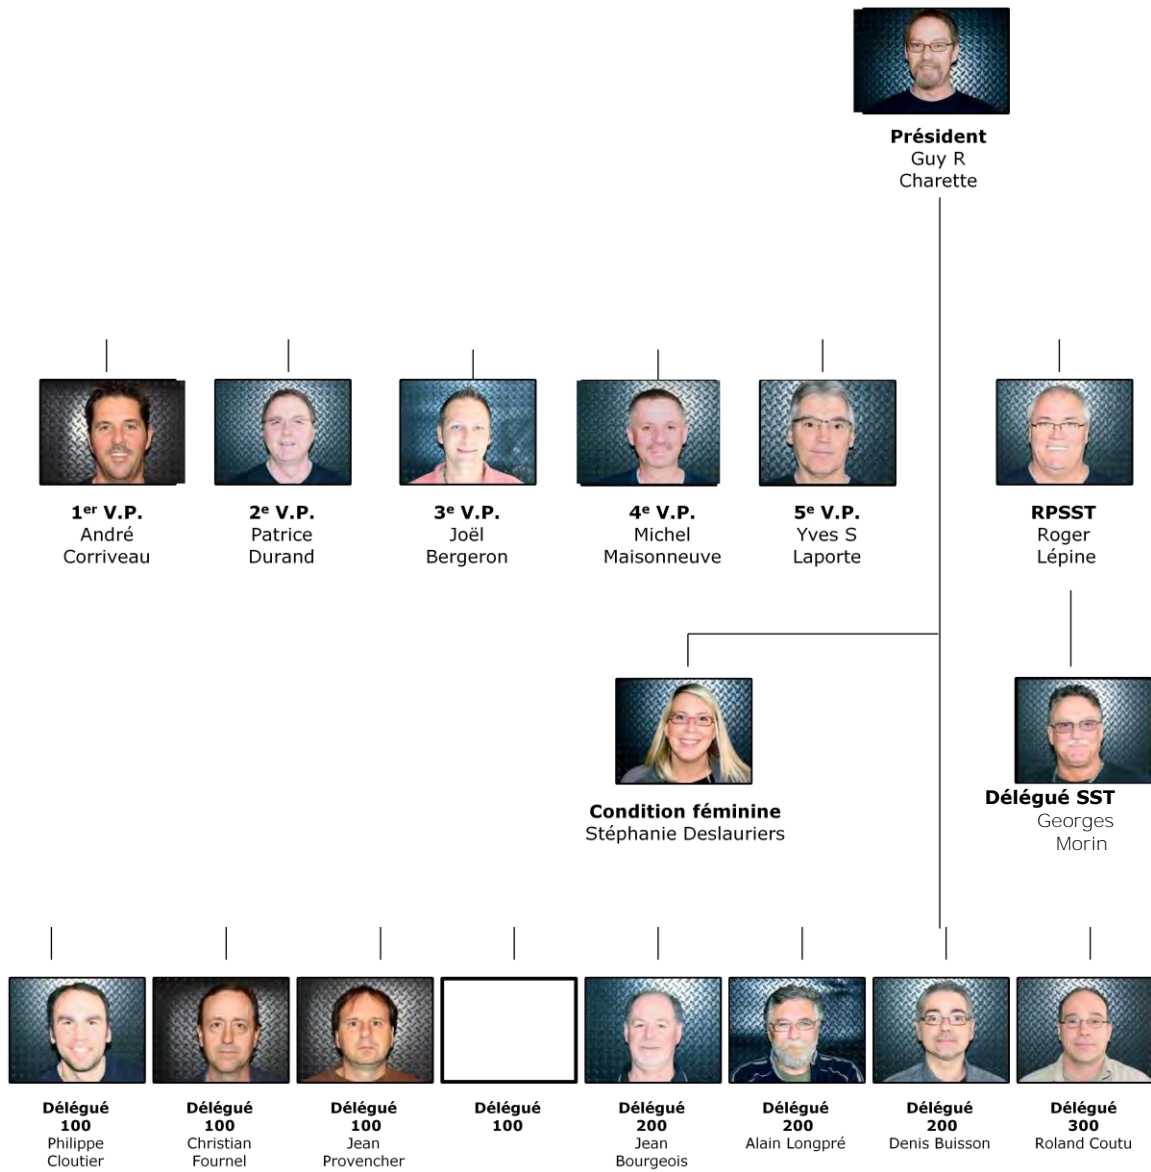 Président
Guy R
Charette
1er V.P.
André
Corriveau
2e V.P.
Patrice
Durand
3e V.P.
Joël
Bergeron
4e V.P.
Michel
Maisonneuve
5e V.P.
Yves S
Laporte
RPSST
Roger
Lépine
Condition féminine
Stéphanie Deslauriers
Délégué SST
Georges
Morin
Délégué
100
Philippe
Cloutier
Délégué
100
Christian
Fournel
Délégué
100
Jean
Provencher
Délégué
100
Délégué
200
Jean
Bourgeois
Délégué
200
Alain Longpré
Délégué
200
Denis Buisson
Délégué
300
Roland Coutu